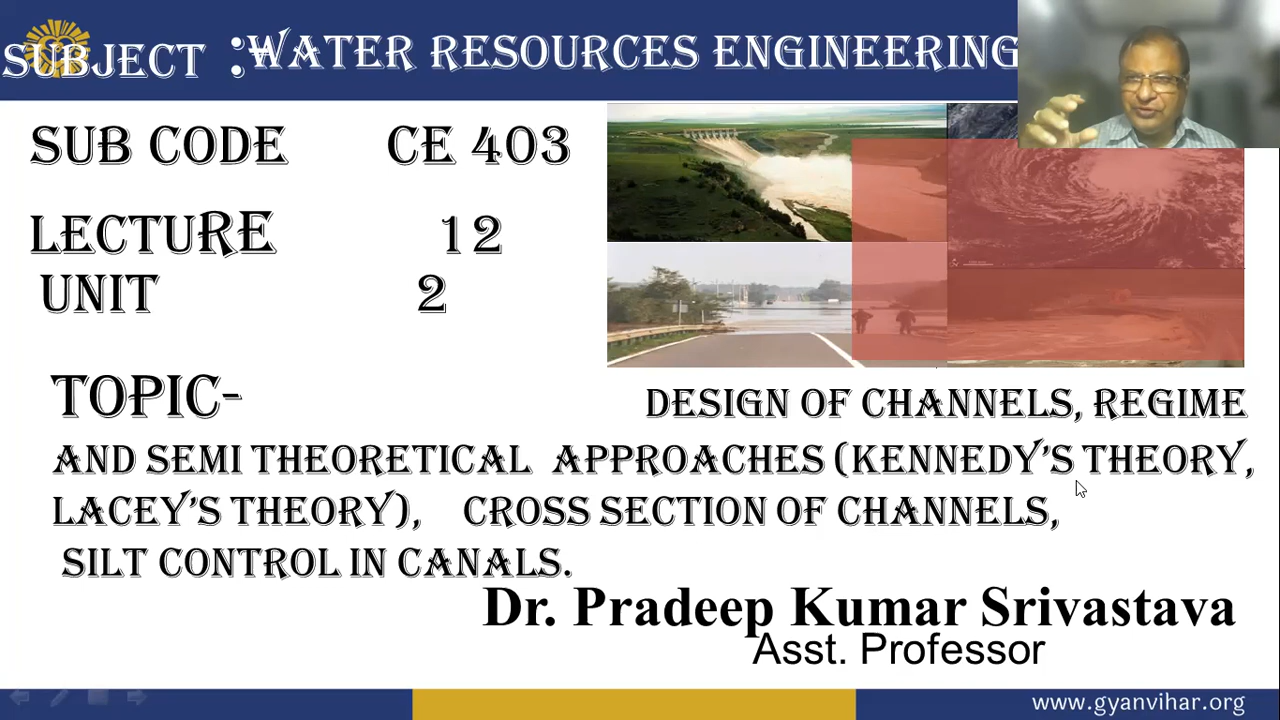 SUBJECT :WATER RESOURCES ENGINEERING
SUB CODE CE 403
LECTURE 12
UNIT 2
TOPIC- DESIGN OF CHANNELS, REGIME
AND SEMI THEORETICAL APPROACHES (KENNEDY'S THEORY,
LACEY'S THEORY), CROSS SECTION OF CHANNELS,
SILT CONTROL IN CANALS.
Dr. Pradeep Kumar Srivastava
Asst. Professor
www.gyanvihar.org